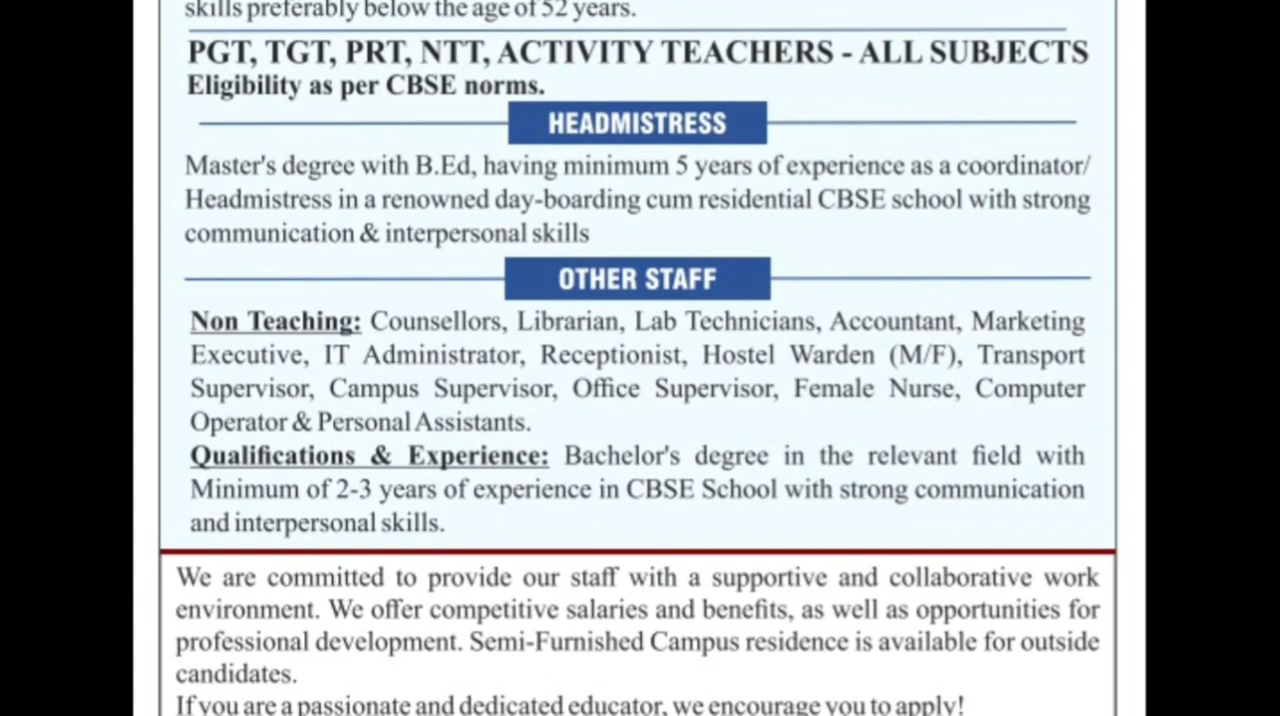 skills preferably below the age of 52 years.
PGT, TGT, PRT, NTT, ACTIVITY TEACHERS - ALL SUBJECTS
Eligibility as per CBSE norms.
HEADMISTRESS
Master's degree with B.Ed, having minimum 5 years of experience as a coordinator/
Headmistress in a renowned day-boarding cum residential CBSE school with strong
communication & interpersonal skills
OTHER STAFF
Non Teaching: Counsellors, Librarian, Lab Technicians, Accountant, Marketing
Executive, IT Administrator, Receptionist, Hostel Warden (M/F), Transport
Supervisor, Campus Supervisor, Office Supervisor, Female Nurse, Computer
Operator & Personal Assistants.
Qualifications & Experience: Bachelor's degree in the relevant field with
Minimum of 2-3 years of experience in CBSE School with strong communication
and interpersonal skills.
We are committed to provide our staff with a supportive and collaborative work
environment. We offer competitive salaries and benefits, as well as opportunities for
professional development. Semi-Furnished Campus residence is available for outside
candidates.
If you are a passionate and dedicated educator, we encourage you to apply!